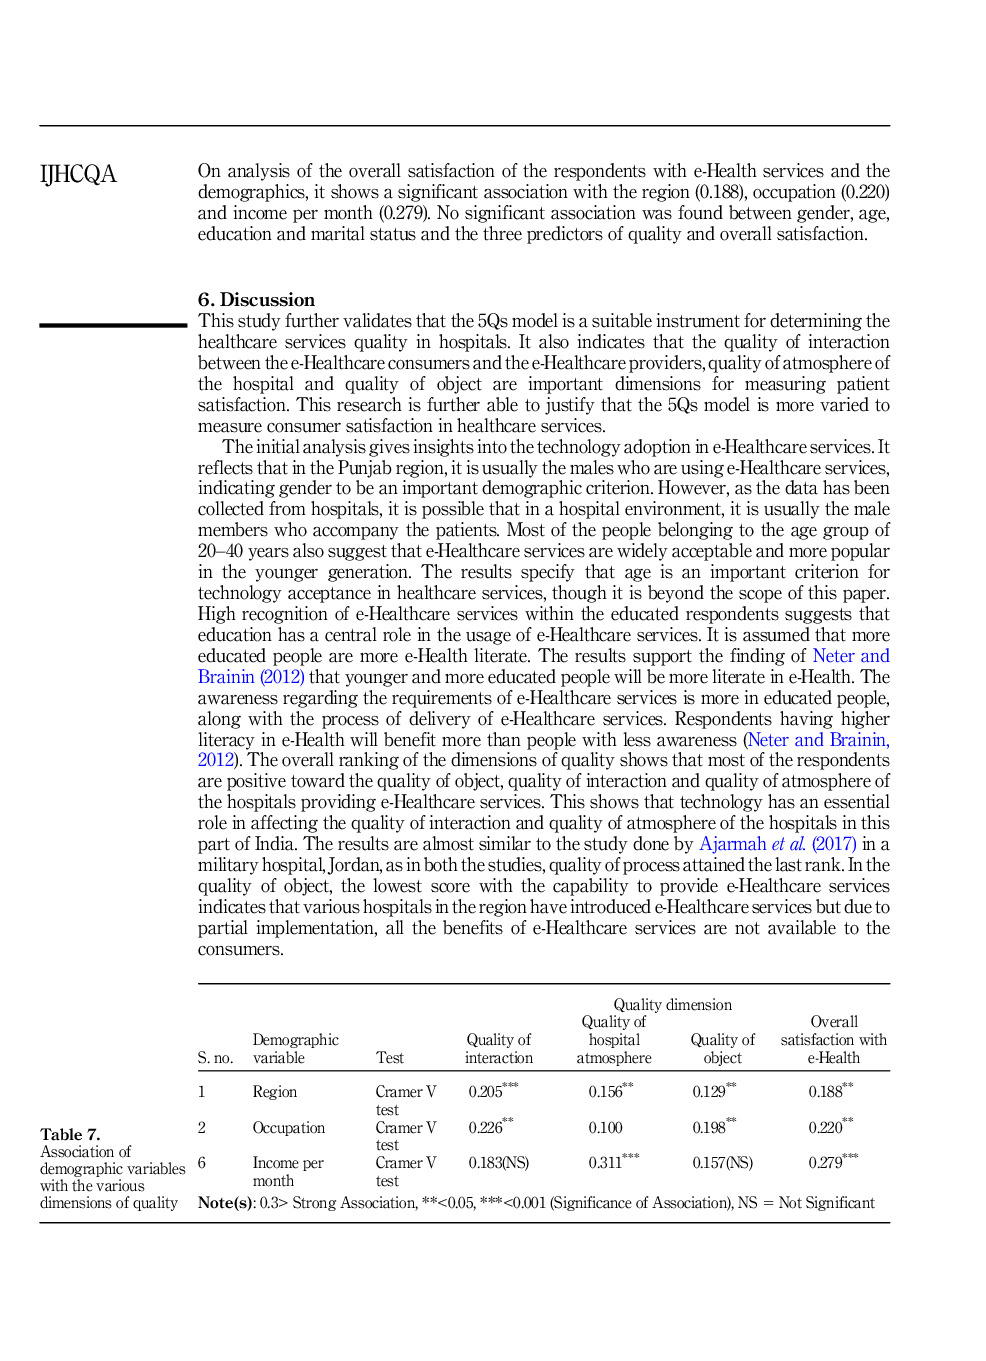 IJHCQA
On analysis of the overall satisfaction of the respondents with e-Health services and the
demographics, it shows a significant association with the region (0.188), occupation (0.220)
and income per month (0.279). No significant association was found between gender, age,
education and marital status and the three predictors of quality and overall satisfaction.
6. Discussion
This study further validates that the 5Qs model is a suitable instrument for determining the
healthcare services quality in hospitals. It also indicates that the quality of interaction
between the e-Healthcare consumers and the e-Healthcare providers, quality of atmosphere of
the hospital and quality of object are important dimensions for measuring patient
satisfaction. This research is further able to justify that the 5Qs model is more varied to
measure consumer satisfaction in healthcare services.
The initial analysis gives insights into the technology adoption in e-Healthcare services. It
reflects that in the Punjab region, it is usually the males who are using e-Healthcare services,
indicating gender to be an important demographic criterion. However, as the data has been
collected from hospitals, it is possible that in a hospital environment, it is usually the male
members who accompany the patients. Most of the people belonging to the age group of
20–40 years also suggest that e-Healthcare services are widely acceptable and more popular
in the younger generation. The results specify that age is an important criterion for
technology acceptance in healthcare services, though it is beyond the scope of this paper.
High recognition of e-Healthcare services within the educated respondents suggests that
education has a central role in the usage of e-Healthcare services. It is assumed that more
educated people are more e-Health literate. The results support the finding of Neter and
Brainin (2012) that younger and more educated people will be more literate in e-Health. The
awareness regarding the requirements of e-Healthcare services is more in educated people,
along with the process of delivery of e-Healthcare services. Respondents having higher
literacy in e-Health will benefit more than people with less awareness (Neter and Brainin,
2012). The overall ranking of the dimensions of quality shows that most of the respondents
are positive toward the quality of object, quality of interaction and quality of atmosphere of
the hospitals providing e-Healthcare services. This shows that technology has an essential
role in affecting the quality of interaction and quality of atmosphere of the hospitals in this
part of India. The results are almost similar to the study done by Ajarmah et al. (2017) in a
military hospital, Jordan, as in both the studies, quality of process attained the last rank. In the
quality of object, the lowest score with the capability to provide e-Healthcare services
indicates that various hospitals in the region have introduced e-Healthcare services but due to
partial implementation, all the benefits of e-Healthcare services are not available to the
consumers.
Quality dimension
Quality of Overall
Demographic Quality of hospital Quality of satisfaction with
S. no. variable Test interaction atmosphere object e-Health
1 Region Cramer V 0.205*** 0.156** 0.129** 0.188**
test
2 Occupation Cramer V 0.226** 0.100 0.198** 0.220**
test
6 Income per Cramer V 0.183(NS) 0.311*** 0.157(NS) 0.279***
month test
Note(s): 0.3> Strong Association, **<0.05, ***<0.001 (Significance of Association), NS = Not Significant
Table 7.
Association of
demographic variables
with the various
dimensions of quality